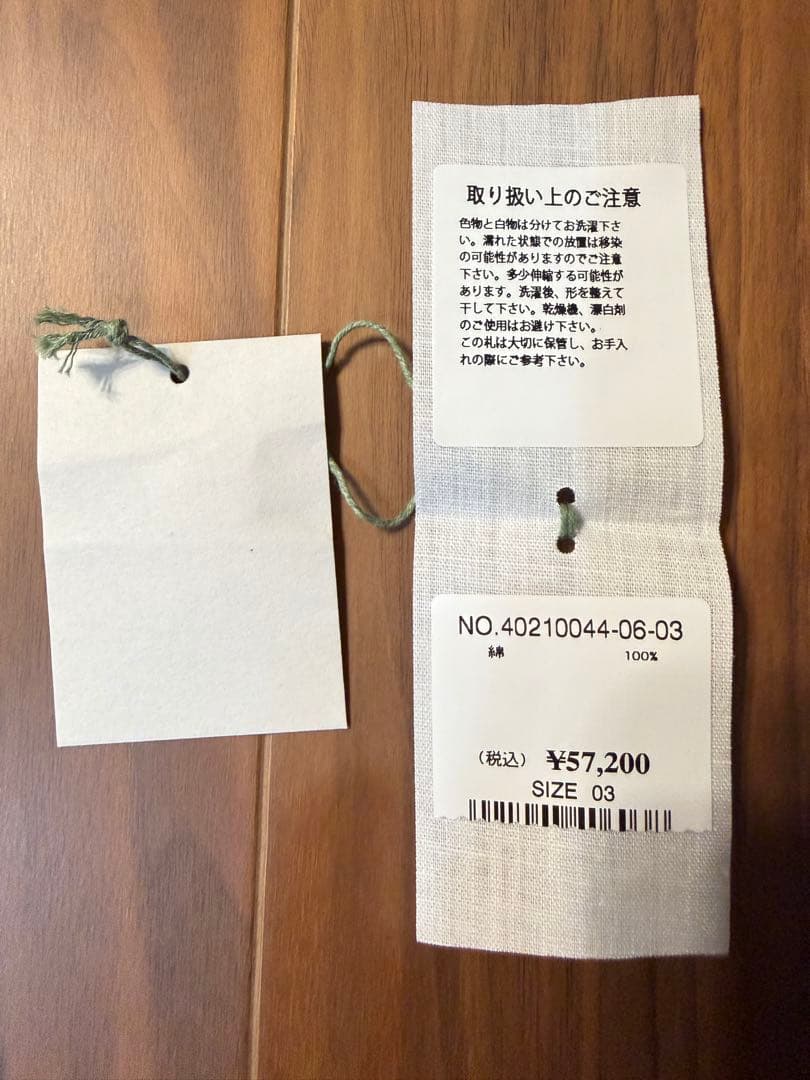 取り扱い上のご注意
色物と白物は分けてお洗濯下さ
い。濡れた状態での放置は移染
の可能性がありますのでご注意
下さい。多少伸縮する可能性が
あります。洗濯後、形を整えて
干して下さい。乾燥機、漂白剤
のご使用はお避け下さい。
この札は大切に保管し、お手入
れの際にご参考下さい。
NO.40210044-06-03
綿 100%
(税込) ¥57,200
SIZE 03